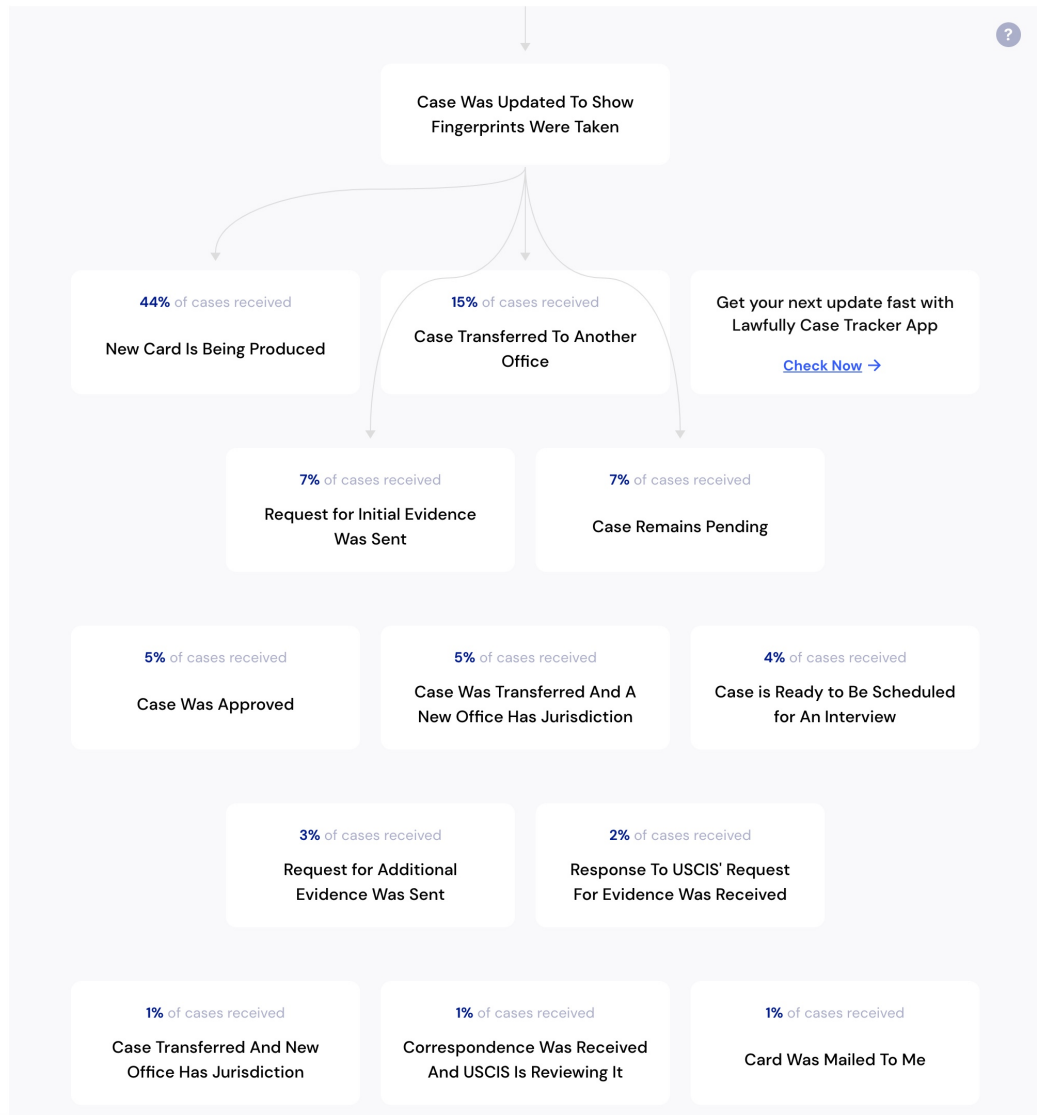 ?
Case Was Updated To Show
Fingerprints Were Taken
44% of cases received
New Card Is Being Produced
15% of cases received
Case Transferred To Another
Office
Get your next update fast with
Lawfully Case Tracker App
Check Now →
7% of cases received
Request for Initial Evidence
Was Sent
7% of cases received
Case Remains Pending
5% of cases received
Case Was Approved
5% of cases received
Case Was Transferred And A
New Office Has Jurisdiction
4% of cases received
Case is Ready to Be Scheduled
for An Interview
3% of cases received
Request for Additional
Evidence Was Sent
2% of cases received
Response To USCIS' Request
For Evidence Was Received
1% of cases received
Case Transferred And New
Office Has Jurisdiction
1% of cases received
Correspondence Was Received
And USCIS Is Reviewing It
1% of cases received
Card Was Mailed To Me